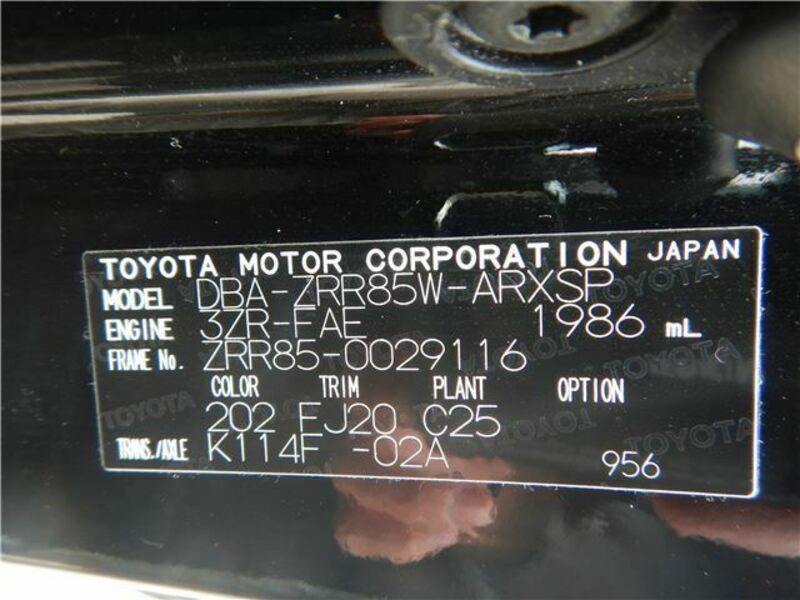 TOYOTA MOTOR CORPORATION JAPAN
MODEL DBA-ZRR85W-ARXSP
ENGINE 3ZR-FAE 1986 mL
FRAME No. ZRR85-0029116
COLOR TRIM PLANT OPTION
202 FJ20 C25
TRANS./AXLE K114F -02A 956